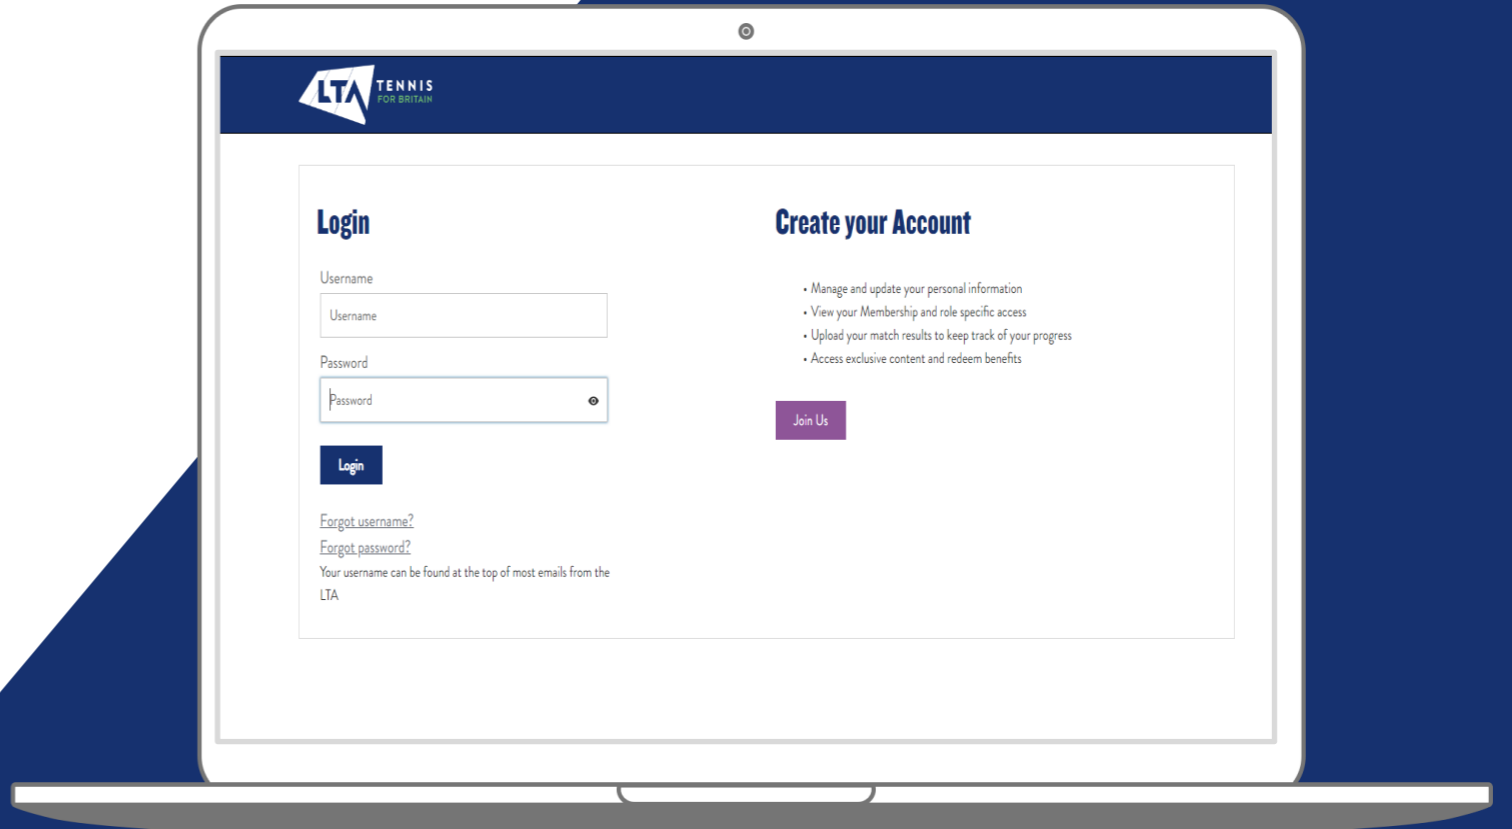 LTA TENNIS
FOR BRITAIN
Login
Username
Username
Password
Password
Login
Forgot username?
Forgot password?
Your username can be found at the top of most emails from the
LTA
Create your Account
• Manage and update your personal information
• View your Membership and role specific access
• Upload your match results to keep track of your progress
• Access exclusive content and redeem benefits
Join Us